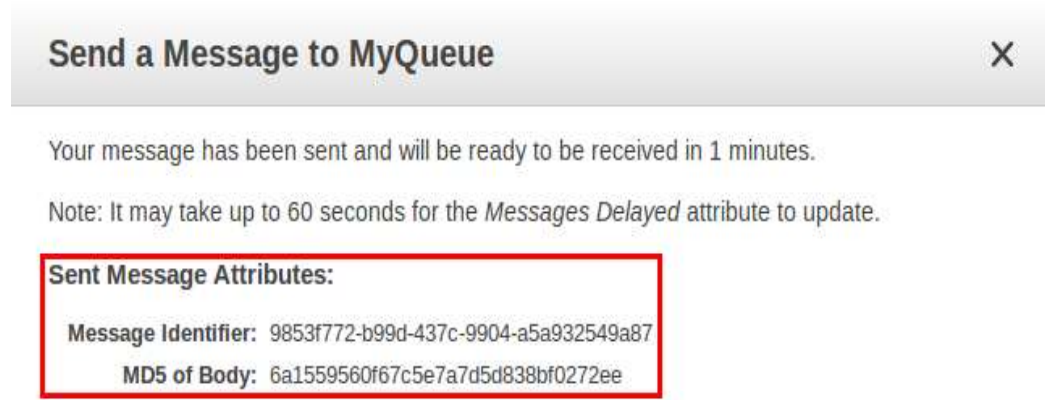 Send a Message to MyQueue
Your message has been sent and will be ready to be received in 1 minutes.
Note: It may take up to 60 seconds for the Messages Delayed attribute to update.
Sent Message Attributes:
Message Identifier: 9853f772-b99d-437c-9904-a5a932549a87
MD5 of Body: 6a1559560f67c5e7a7d5d838bf0272ee